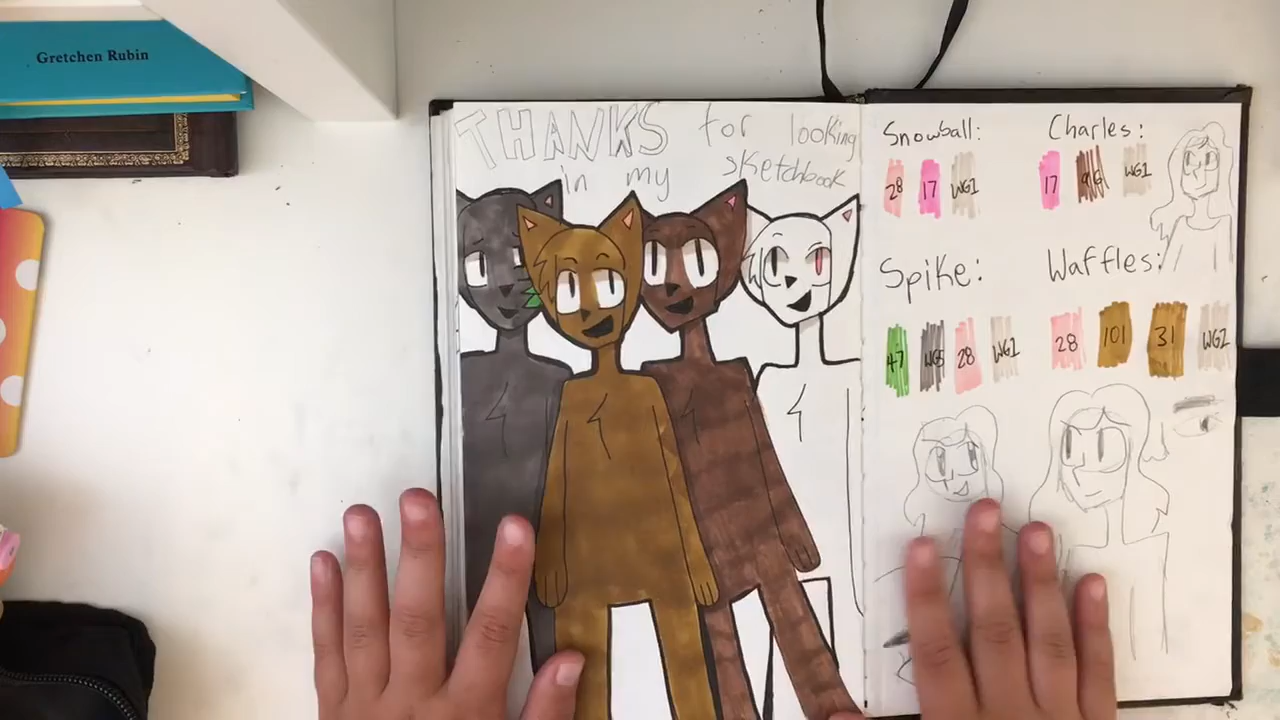 Gretchen Rubin
THANKS for looking
in my sketchbook
Snowball:
28 17 WG1
Charles:
17 96 WG1
Spike:
47 WG5 28 WG1
Waffles:
28 101 31 WG1